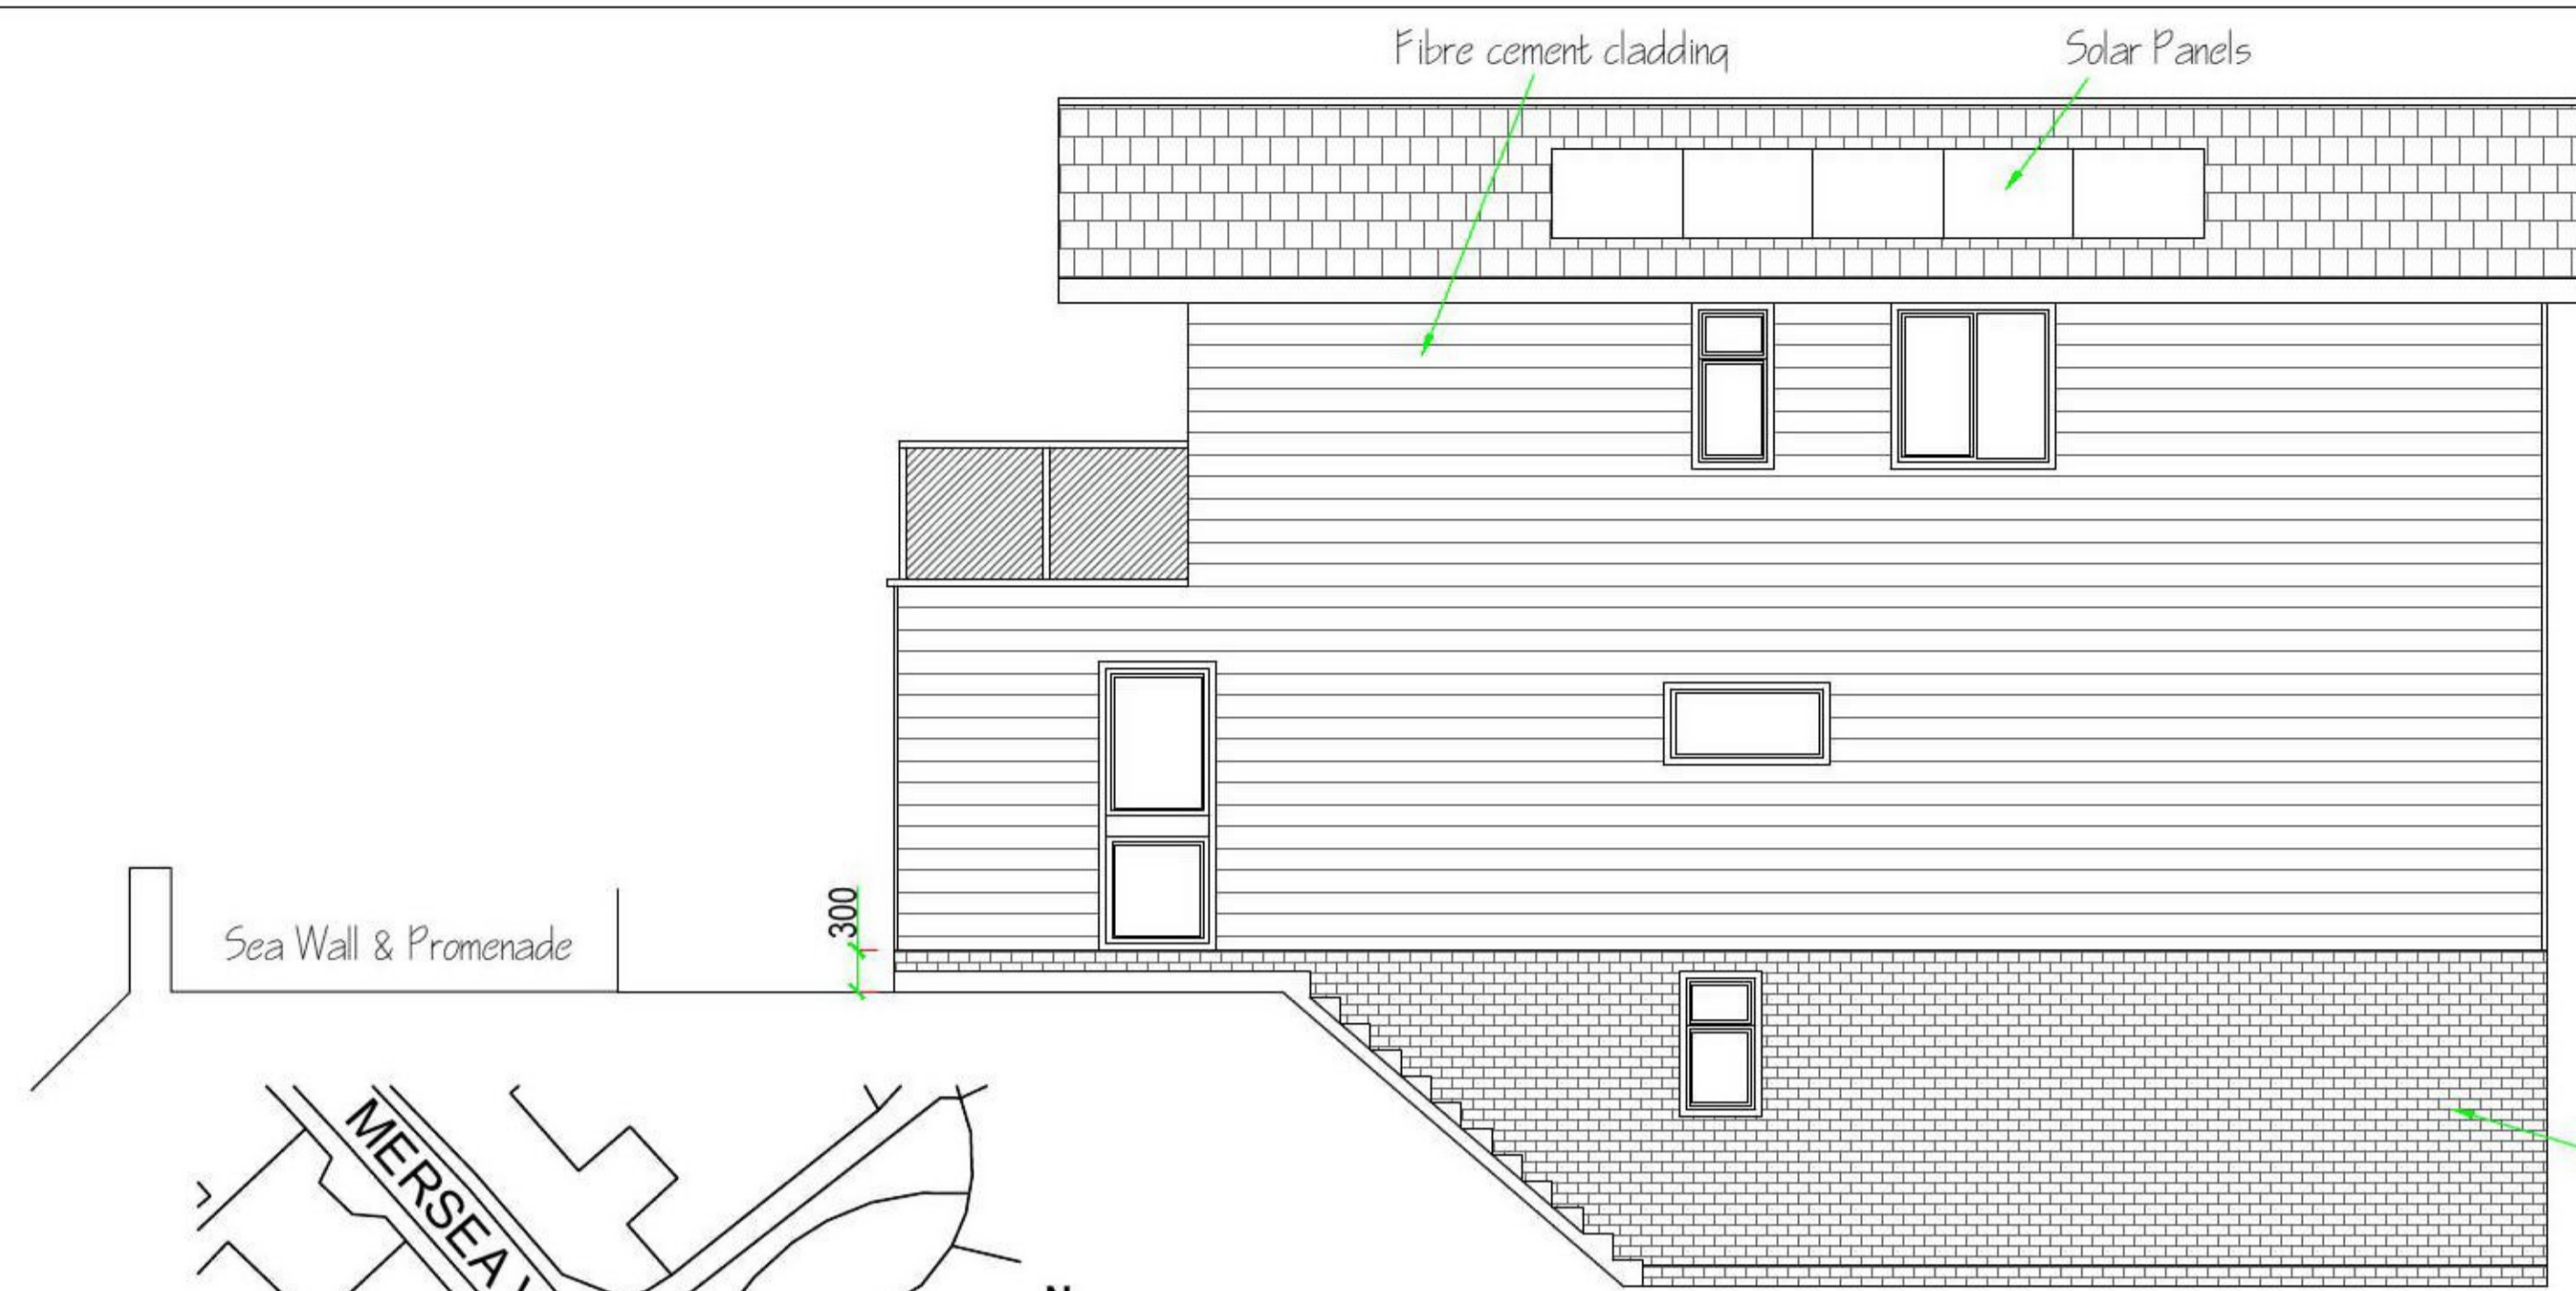 Fibre cement cladding
Solar Panels
300
Sea Wall & Promenade
MERSEA